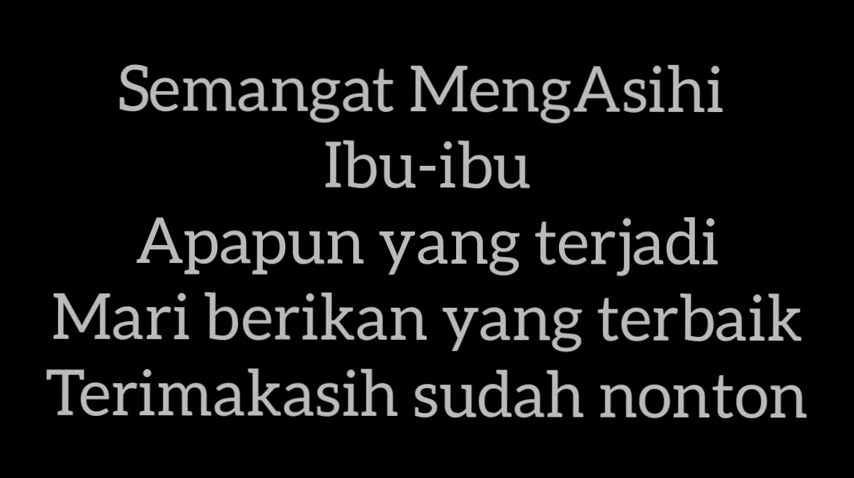 Semangat MengAsihi
Ibu-ibu
Apapun yang terjadi
Mari berikan yang terbaik
Terimakasih sudah nonton